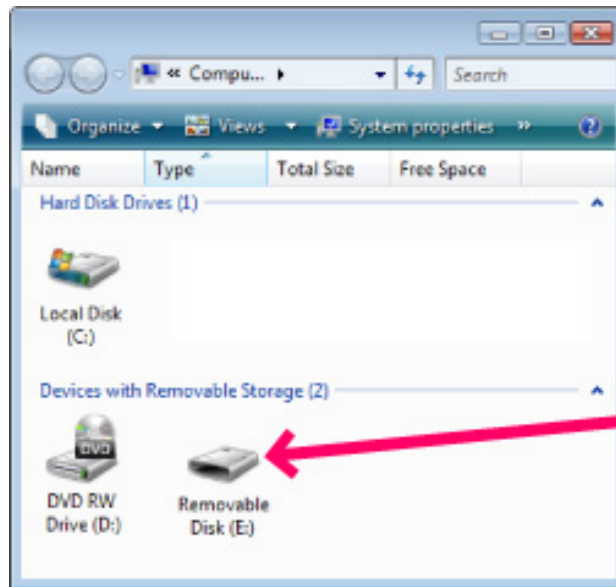 « Compu...
Search
Organize Views System properties »
Name Type Total Size Free Space
Hard Disk Drives (1)
Local Disk
(C:)
Devices with Removable Storage (2)
DVD
DVD RW
Drive (D:)
Removable
Disk (E:)